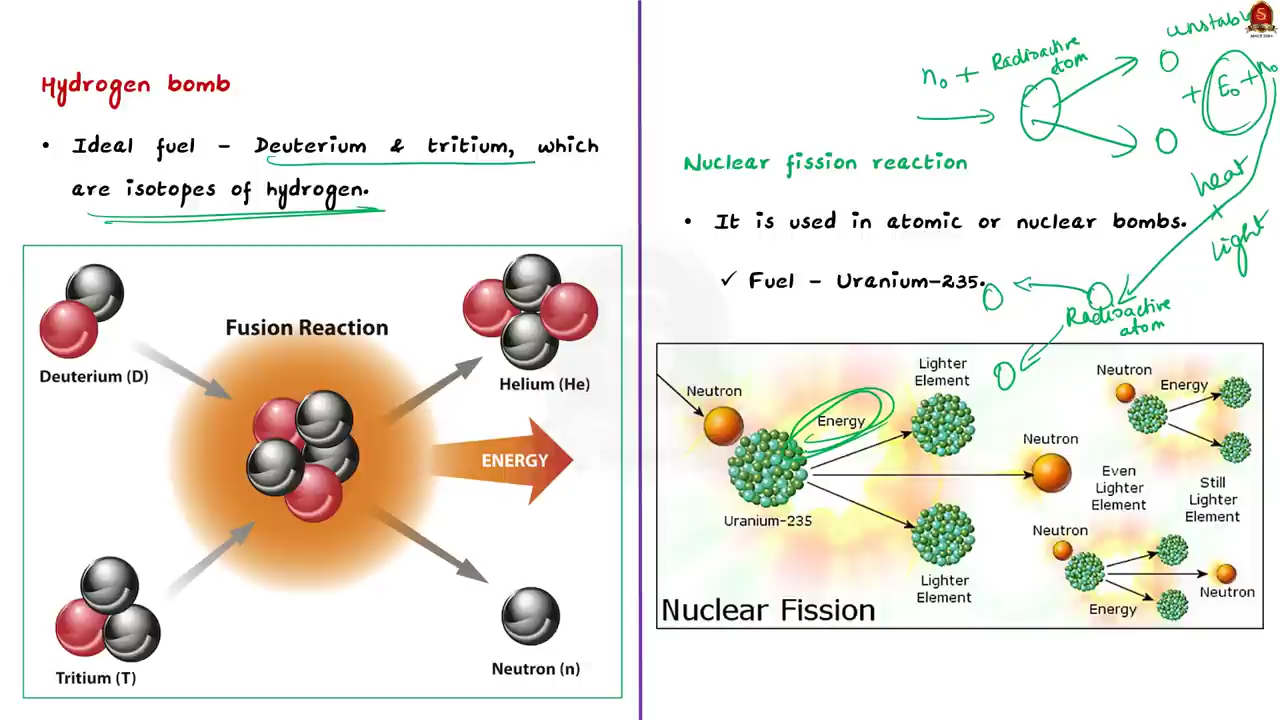 Hydrogen bomb
• Ideal fuel - Deuterium & tritium, which
are isotopes of hydrogen.
Fusion Reaction
Deuterium (D)
Helium (He)
ENERGY
Tritium (T)
Neutron (n)
n₀ + Radioactive
atom
unstable
+ E₀ + n₀
heat
+
light
Nuclear fission reaction
• It is used in atomic or nuclear bombs.
✓ Fuel - Uranium-235.
Radioactive
atom
Neutron
Energy
Uranium-235
Lighter
Element
Neutron
Lighter
Element
Neutron
Energy
Even
Lighter
Element
Still
Lighter
Element
Neutron
Energy
Neutron
Nuclear Fission